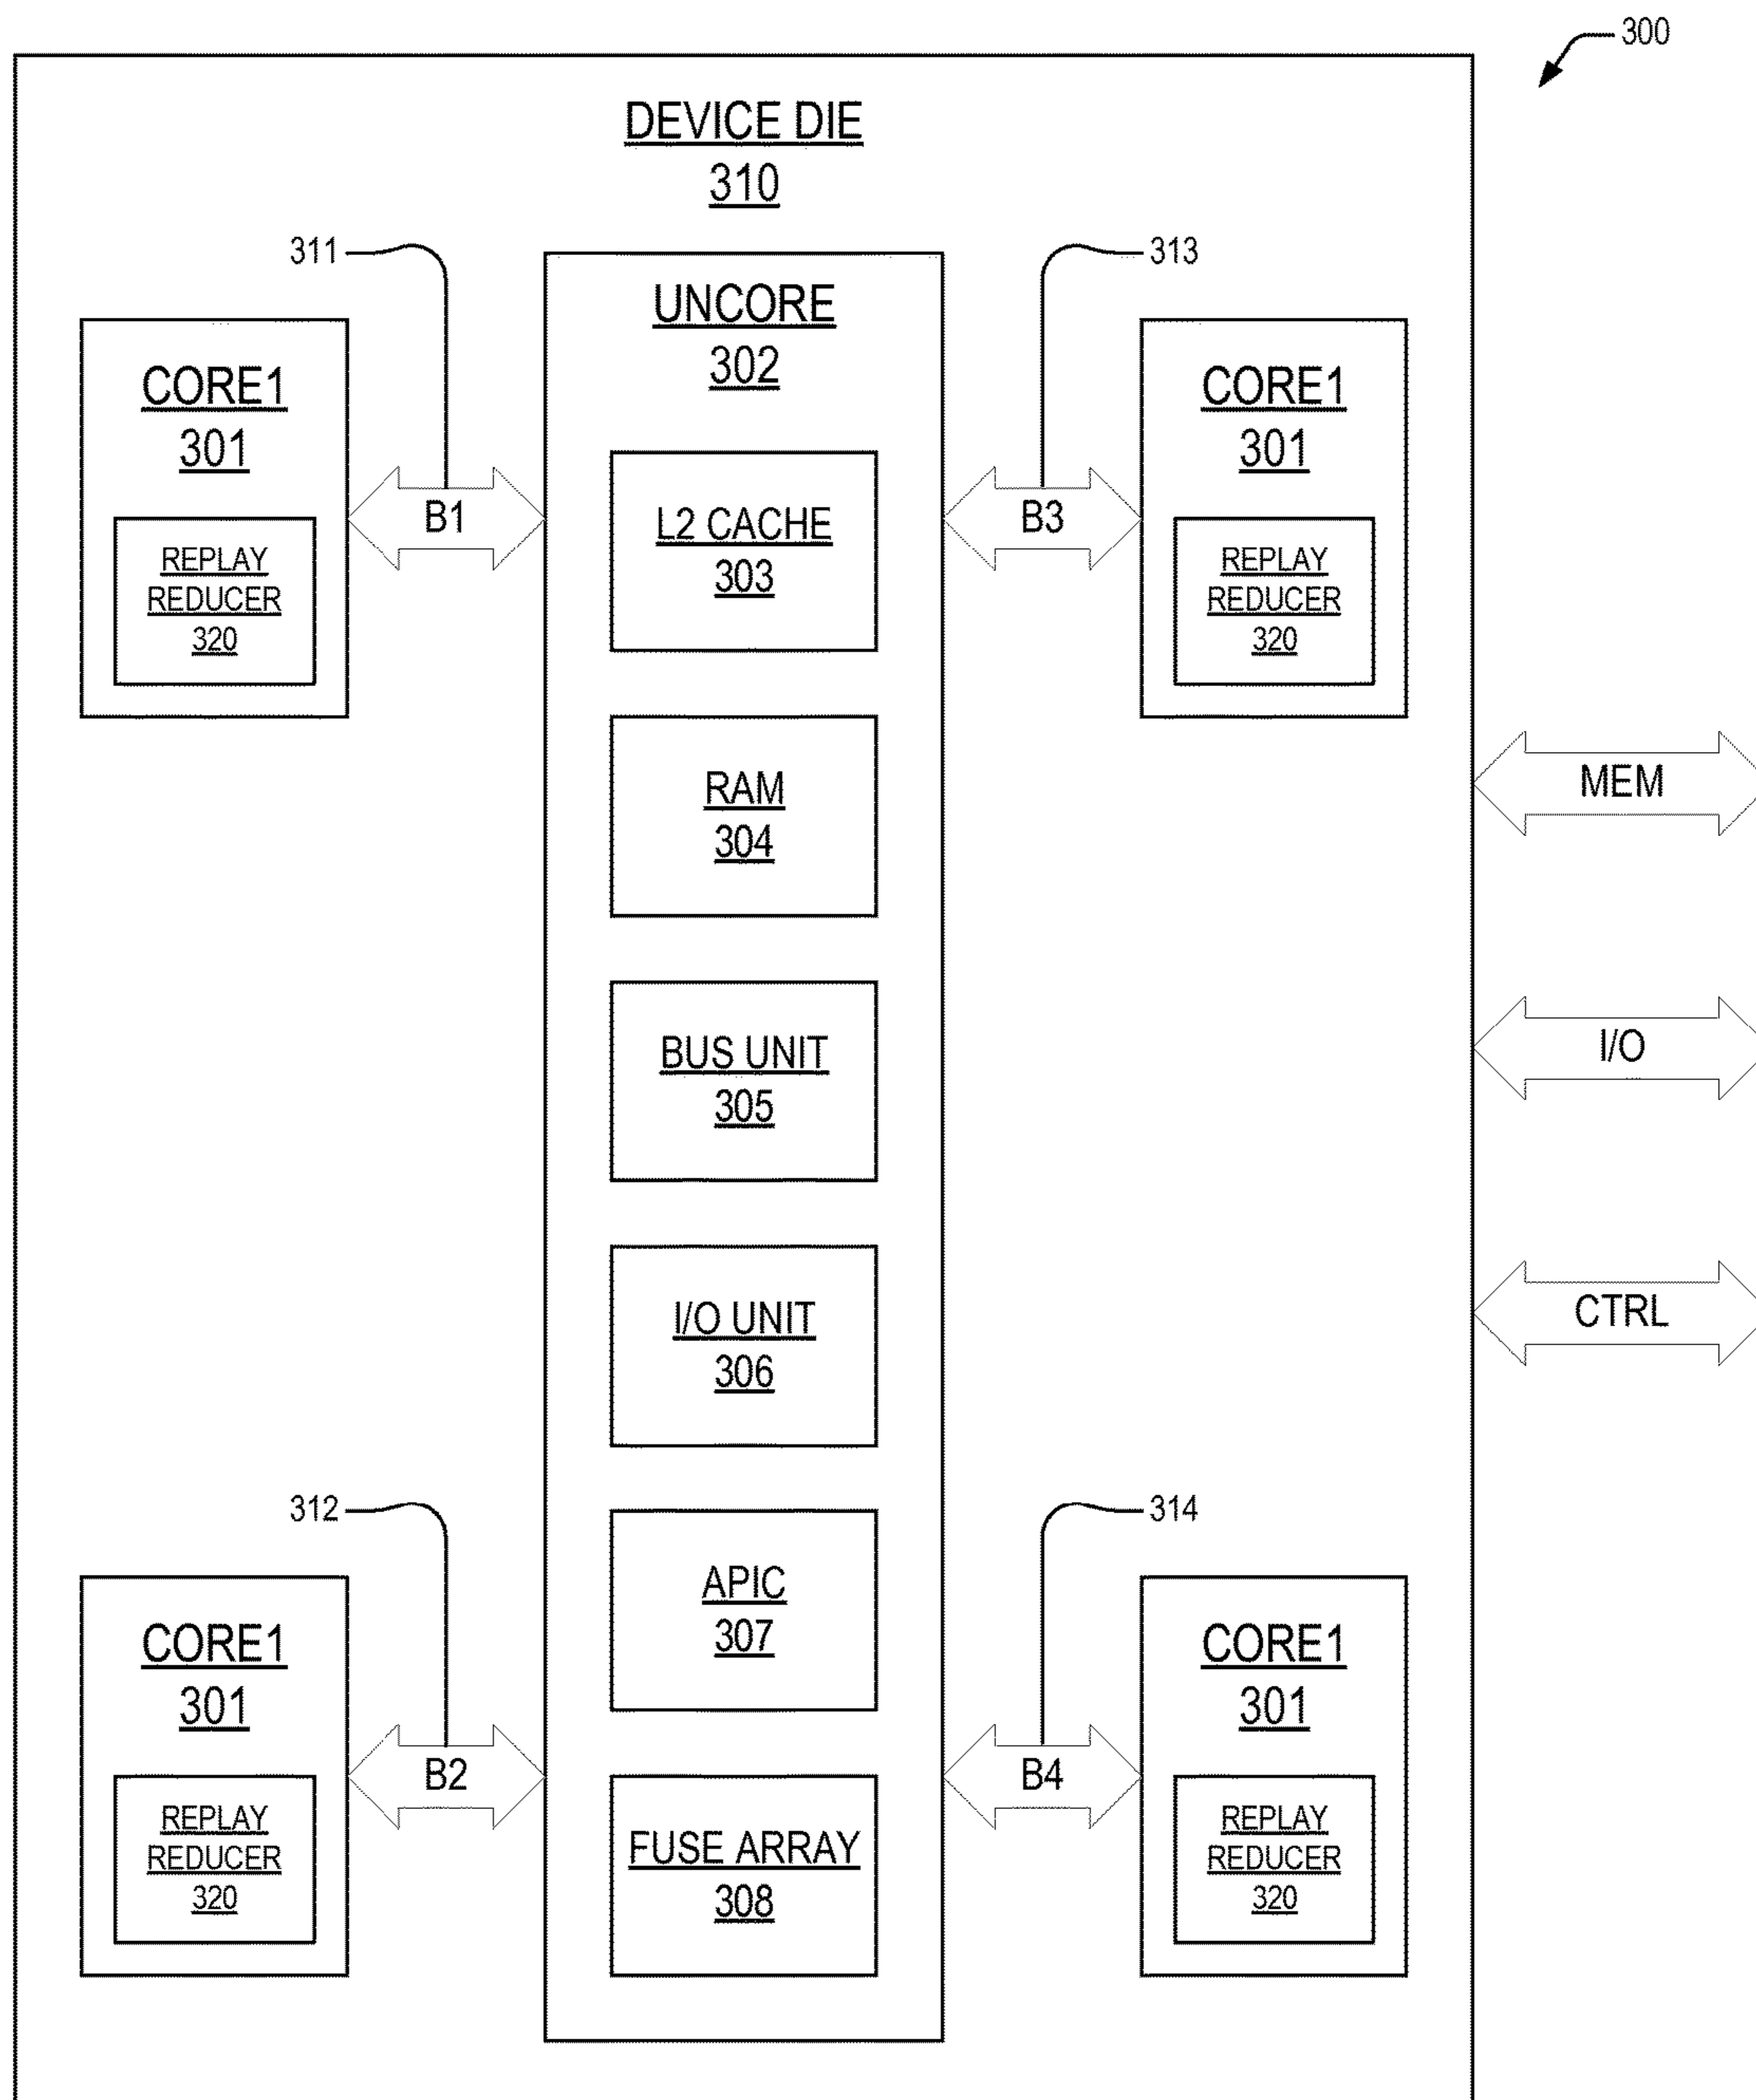 300
DEVICE DIE
310
311
313
UNCORE
302
CORE1
301
REPLAY
REDUCER
320
B1
L2 CACHE
303
B3
CORE1
301
REPLAY
REDUCER
320
RAM
304
MEM
BUS UNIT
305
I/O
I/O UNIT
306
CTRL
312
314
APIC
307
CORE1
301
REPLAY
REDUCER
320
B2
FUSE ARRAY
308
B4
CORE1
301
REPLAY
REDUCER
320